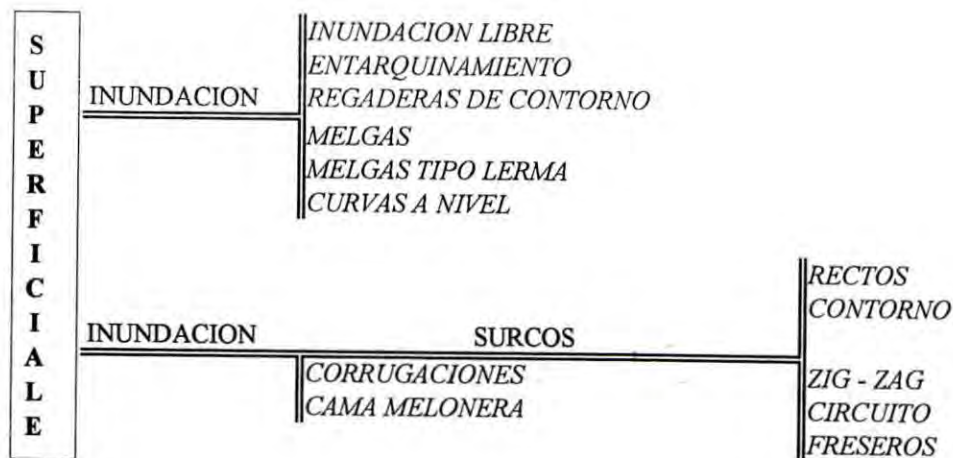 SUPERFICIALE
INUNDACION
INUNDACION LIBRE
ENTARQUINAMIENTO
REGADERAS DE CONTORNO
MELGAS
MELGAS TIPO LERMA
CURVAS A NIVEL
INUNDACION
SURCOS
CORRUGACIONES
CAMA MELONERA
RECTOS
CONTORNO
ZIG - ZAG
CIRCUITO
FRESEROS